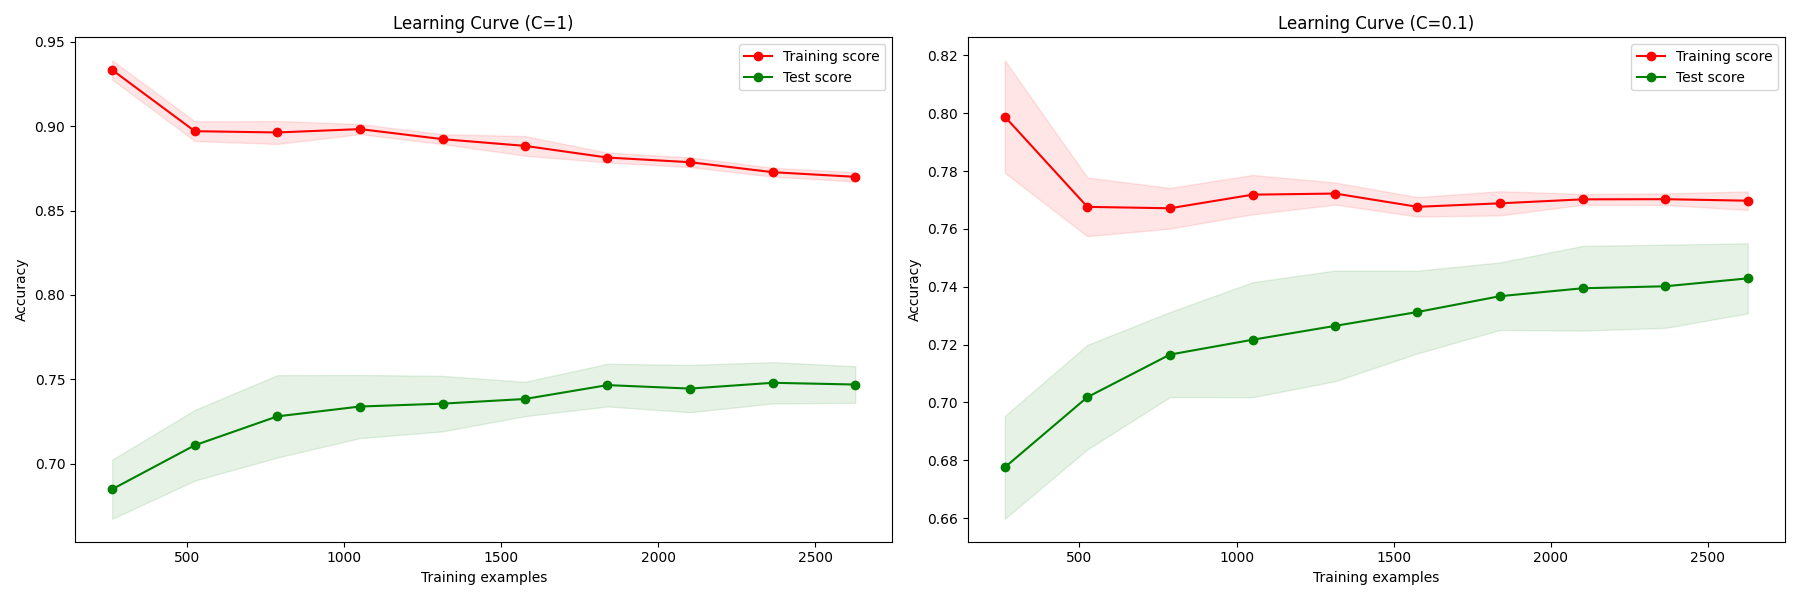 Learning Curve (C=1)
Accuracy
0.95
0.90
0.85
0.80
0.75
0.70
500 1000 1500 2000 2500
Training examples
Training score
Test score
Learning Curve (C=0.1)
Accuracy
0.82
0.80
0.78
0.76
0.74
0.72
0.70
0.68
0.66
500 1000 1500 2000 2500
Training examples
Training score
Test score